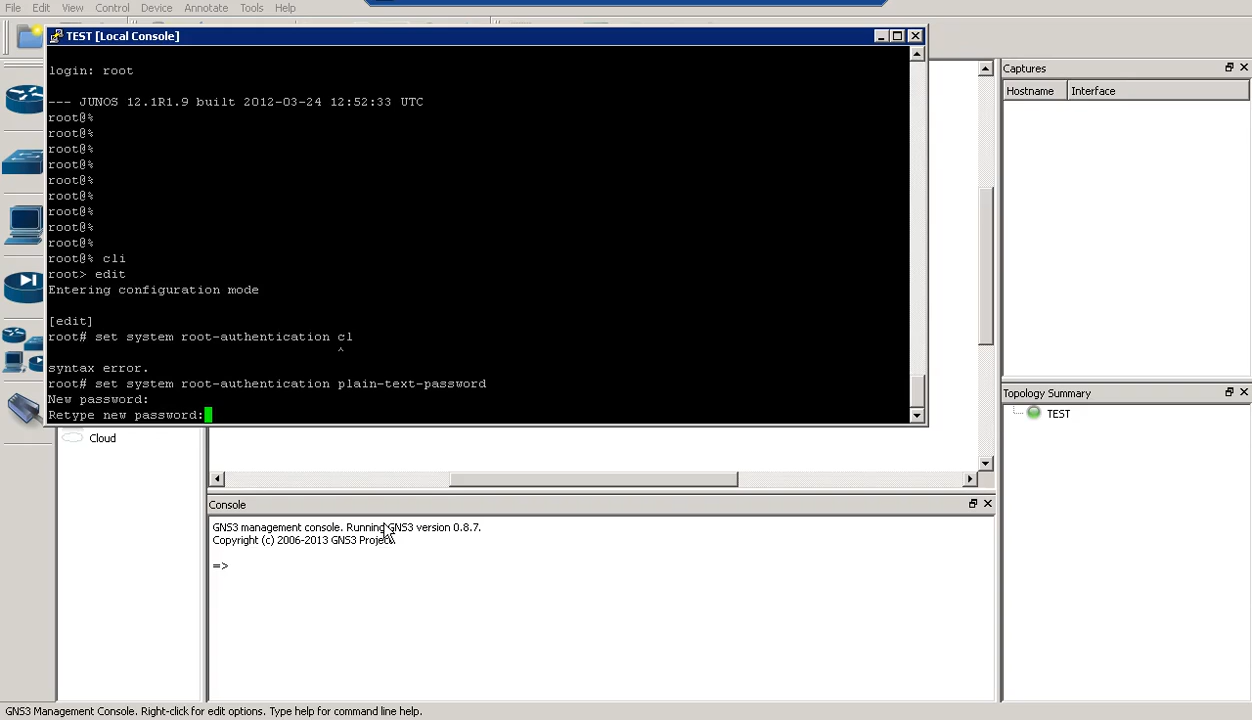 File Edit View Control Device Annotate Tools Help
TEST [Local Console]
login: root
--- JUNOS 12.1R1.9 built 2012-03-24 12:52:33 UTC
root@%
root@%
root@%
root@%
root@%
root@%
root@%
root@%
root@%
root@% cli
root> edit
Entering configuration mode
[edit]
root# set system root-authentication cl
^
syntax error.
root# set system root-authentication plain-text-password
New password:
Retype new password:
Cloud
Captures
Hostname Interface
Topology Summary
TEST
Console
GNS3 management console. Running GNS3 version 0.8.7.
Copyright (c) 2006-2013 GNS3 Project.
=>
GNS3 Management Console. Right-click for edit options. Type help for command line help.